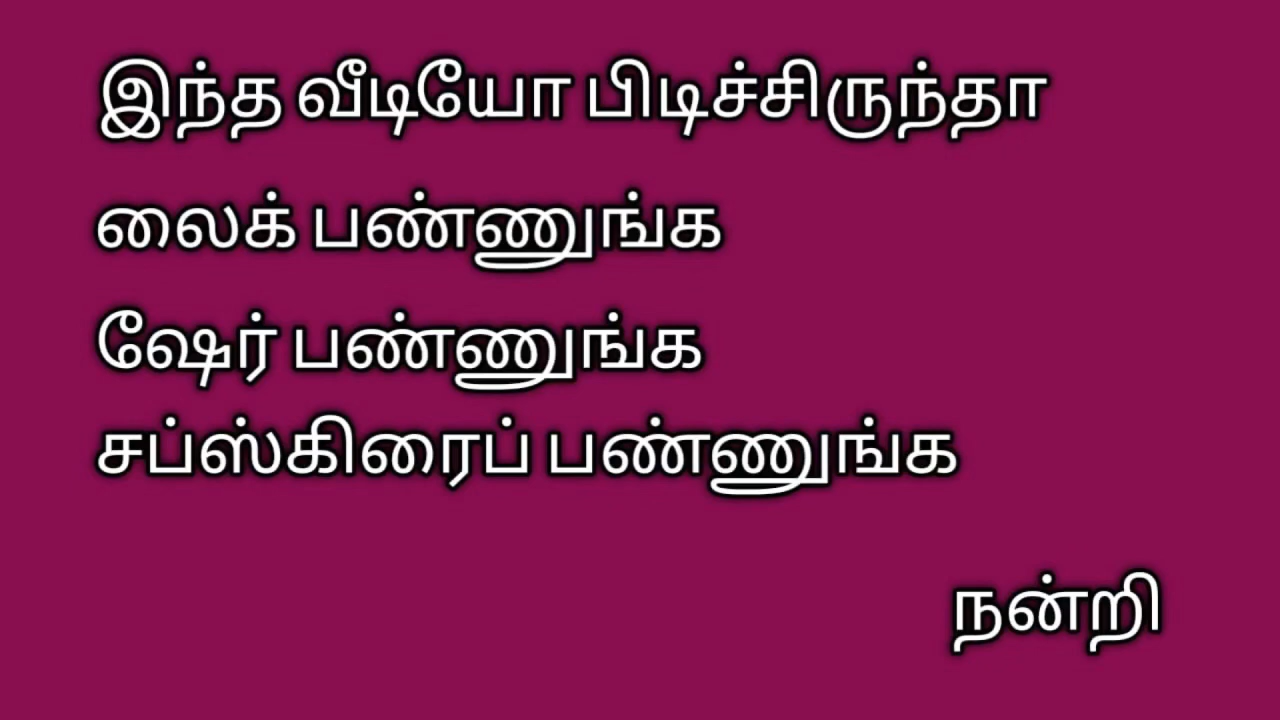 இந்த வீடியோ பிடிச்சிருந்தா
லைக் பண்ணுங்க
ஷேர் பண்ணுங்க
சப்ஸ்கிரைப் பண்ணுங்க
நன்றி